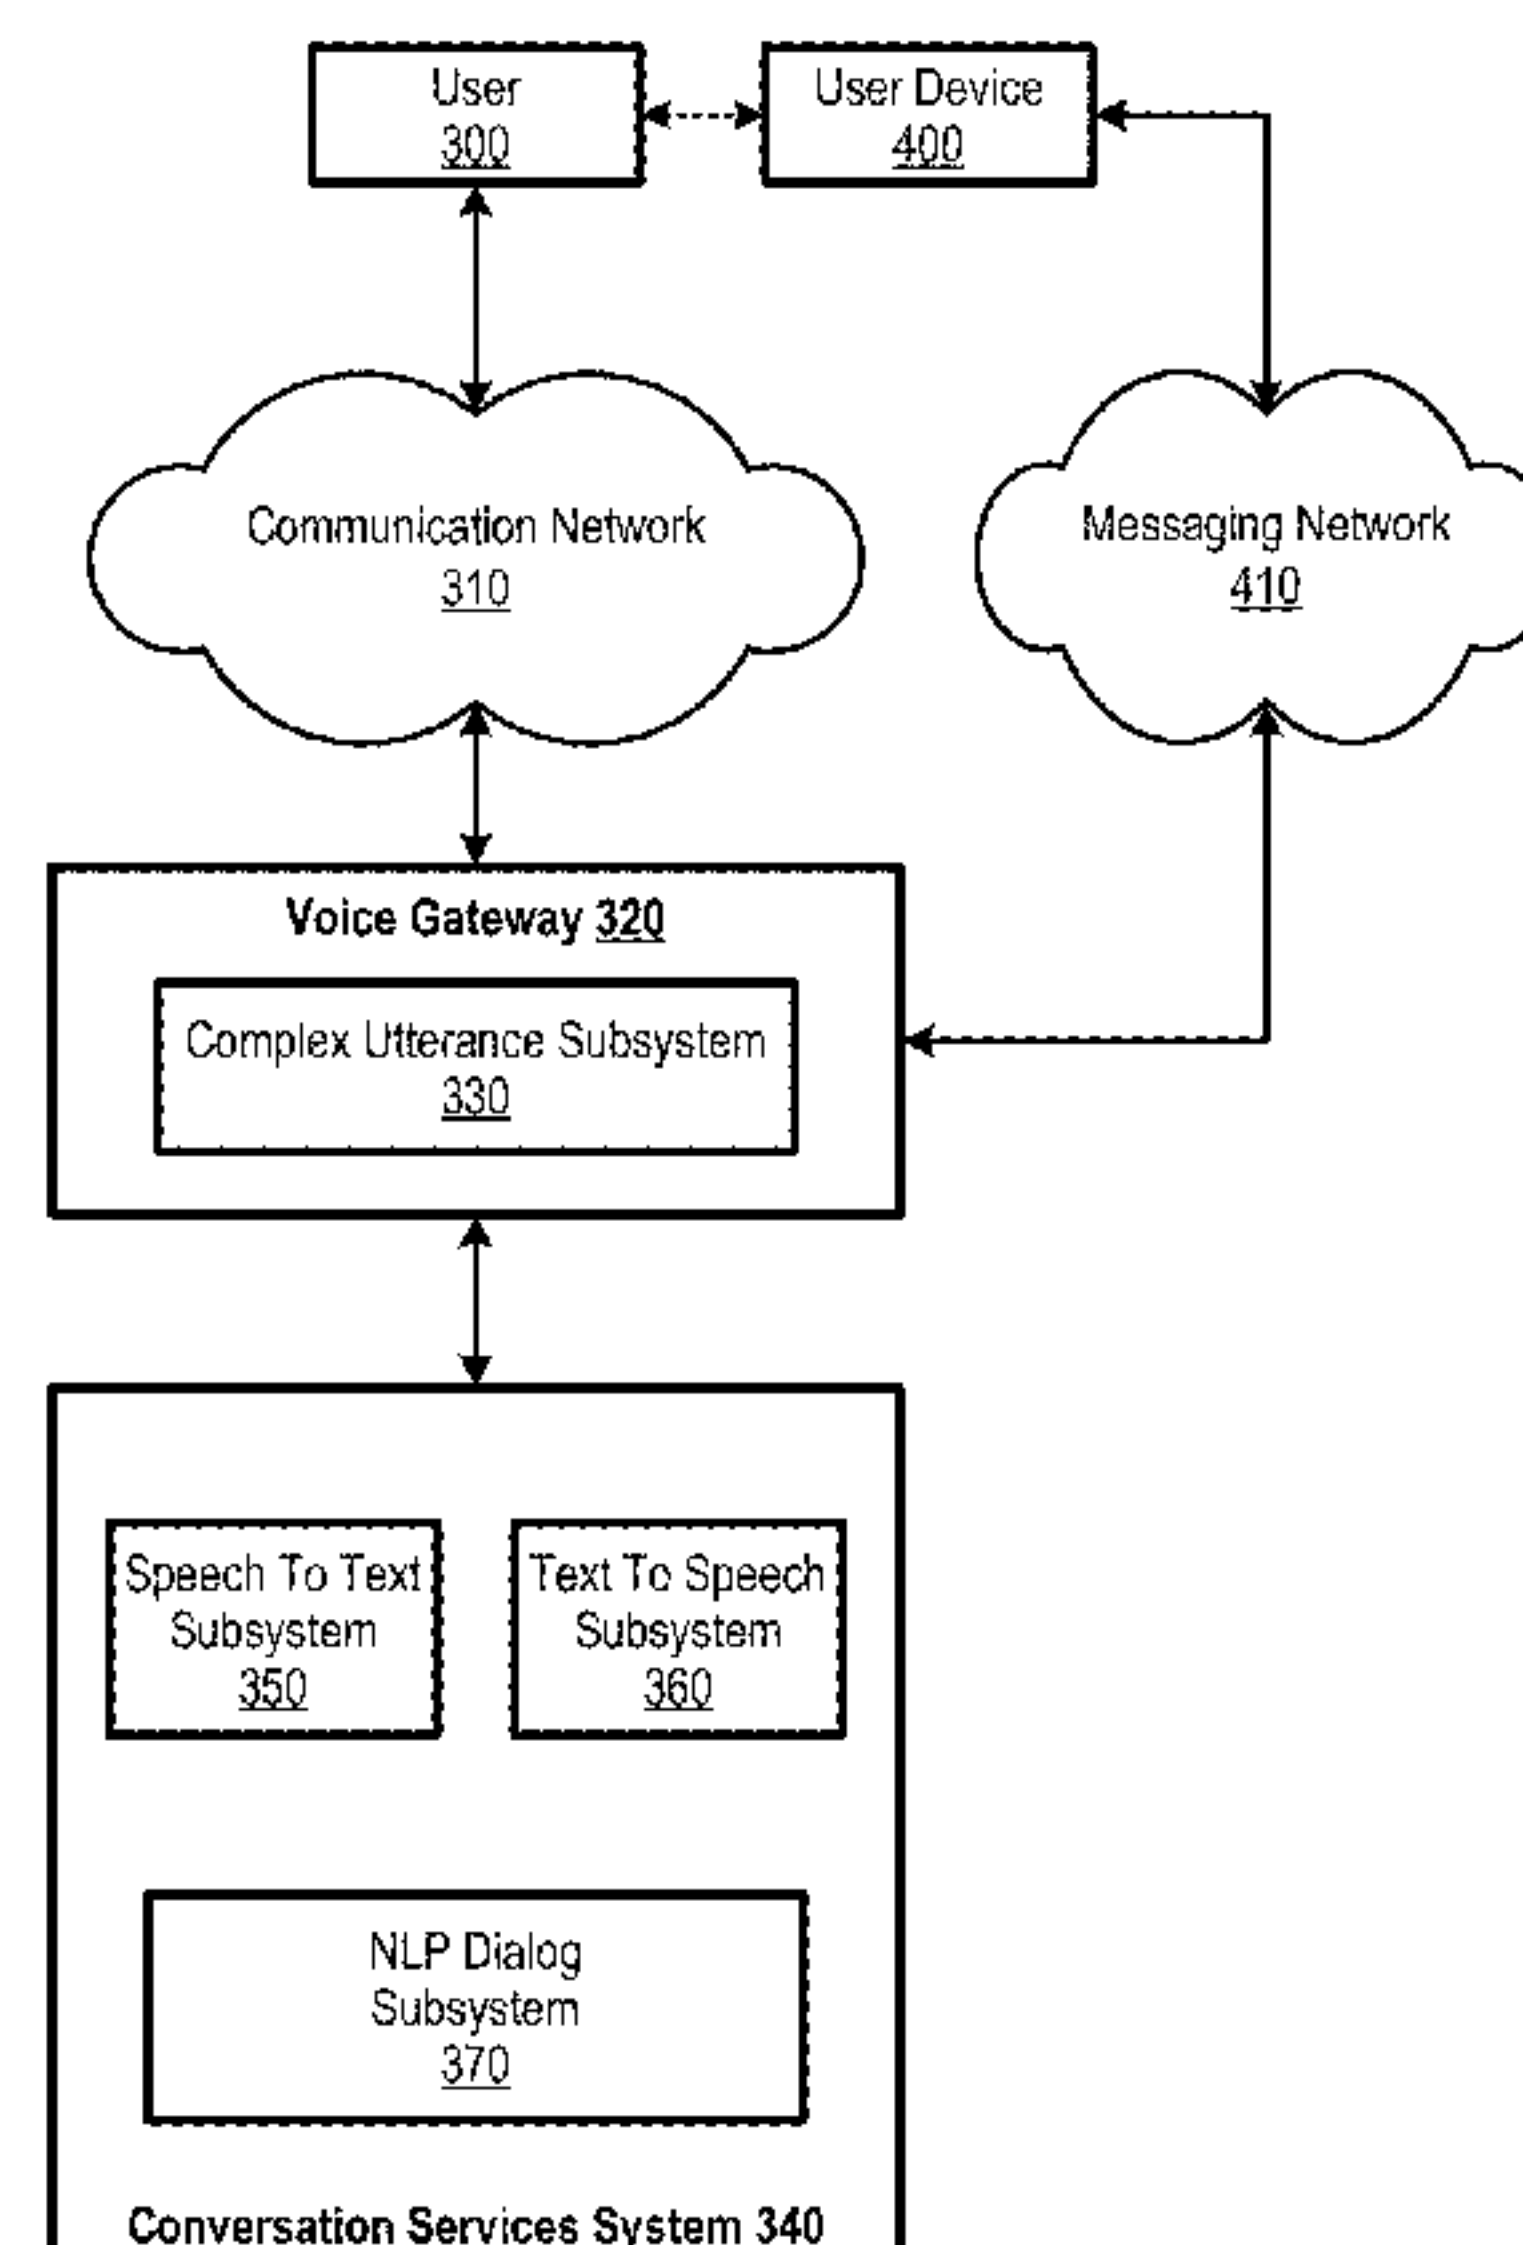 User
300
User Device
400
Communication Network
310
Messaging Network
410
Voice Gateway 320
Complex Utterance Subsystem
330
Speech To Text
Subsystem
350
Text To Speech
Subsystem
360
NLP Dialog
Subsystem
370
Conversation Services System 340